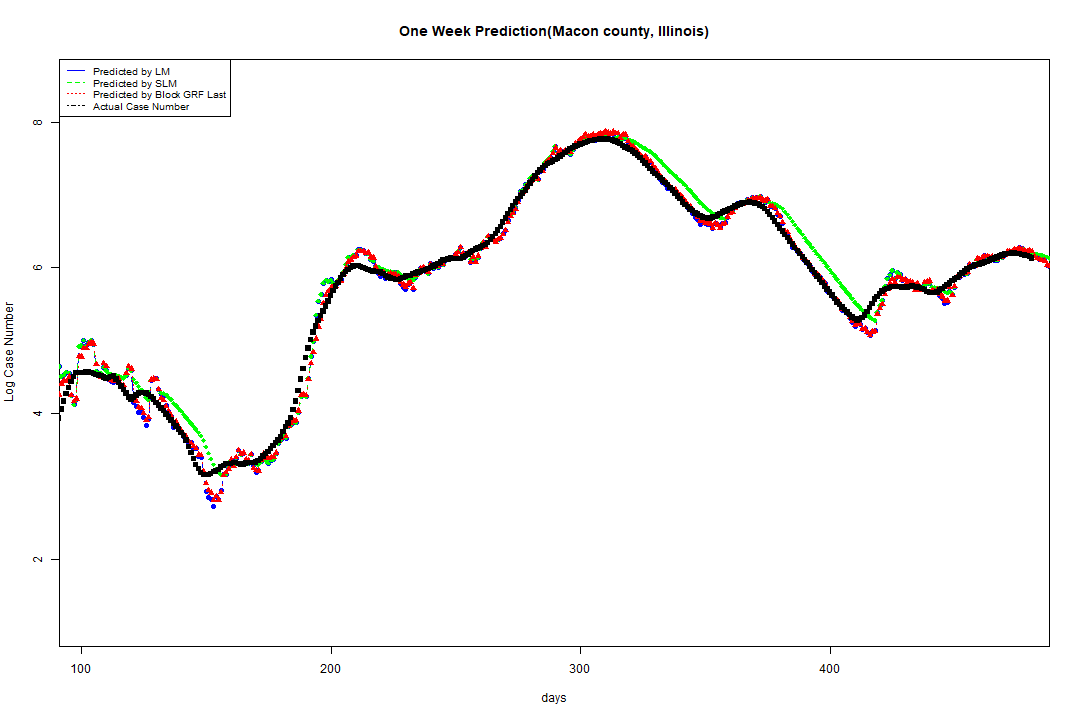 One Week Prediction(Macon county, Illinois)
Predicted by LM
Predicted by SLM
Predicted by Block GRF Last
Actual Case Number
8
6
4
2
Log Case Number
100 200 300 400
days